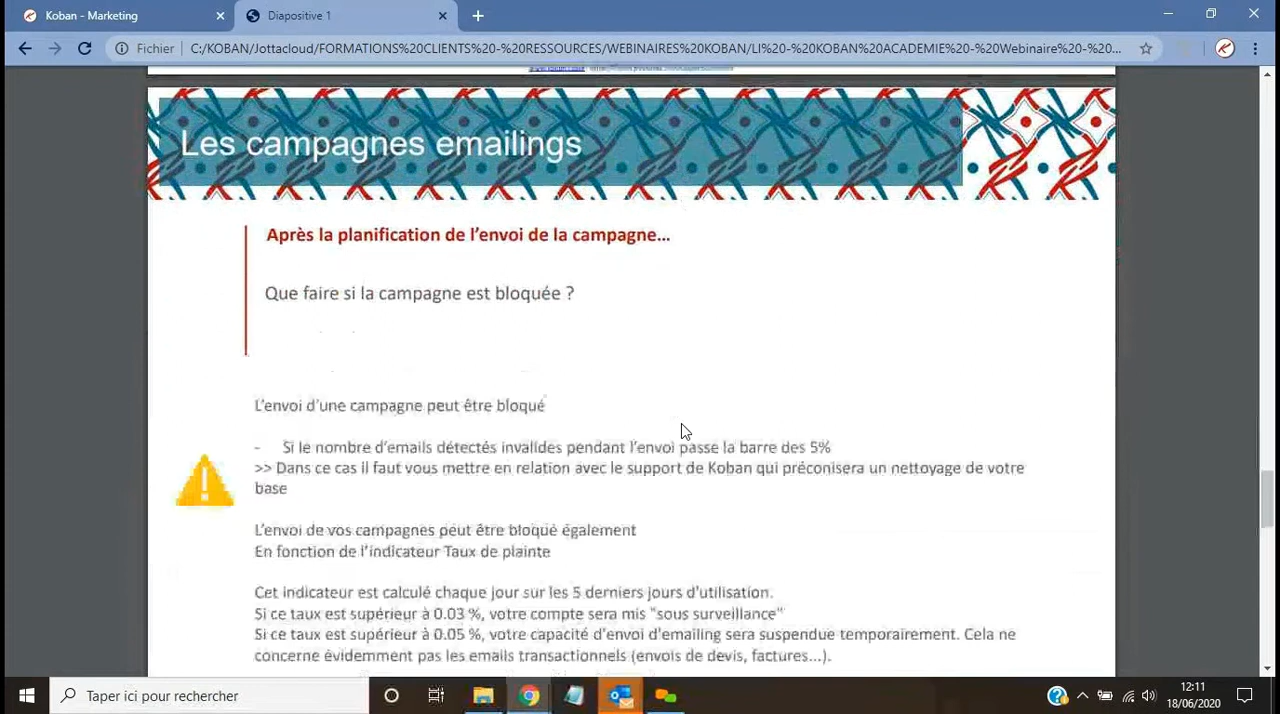 Koban - Marketing
Diapositive 1
Fichier
C:/KOBAN/Jottacloud/FORMATIONS%20CLIENTS%20-%20RESSOURCES/WEBINAIRES%20KOBAN/LI%20-%20KOBAN%20ACADEMIE%20-%20Webinaire%20-%20...
Les campagnes emailings
Après la planification de l'envoi de la campagne...
Que faire si la campagne est bloquée ?
L'envoi d'une campagne peut être bloqué
- Si le nombre d'emails détectés invalides pendant l'envoi passe la barre des 5%
>> Dans ce cas il faut vous mettre en relation avec le support de Koban qui préconisera un nettoyage de votre
base
L'envoi de vos campagnes peut être bloqué également
En fonction de l'indicateur Taux de plainte
Cet indicateur est calculé chaque jour sur les 5 derniers jours d'utilisation.
Si ce taux est supérieur à 0.03 %, votre compte sera mis "sous surveillance"
Si ce taux est supérieur à 0.05 %, votre capacité d'envoi d'emailing sera suspendue temporairement. Cela ne
concerne évidemment pas les emails transactionnels (envois de devis, factures...).
Taper ici pour rechercher
12:11
18/06/2020